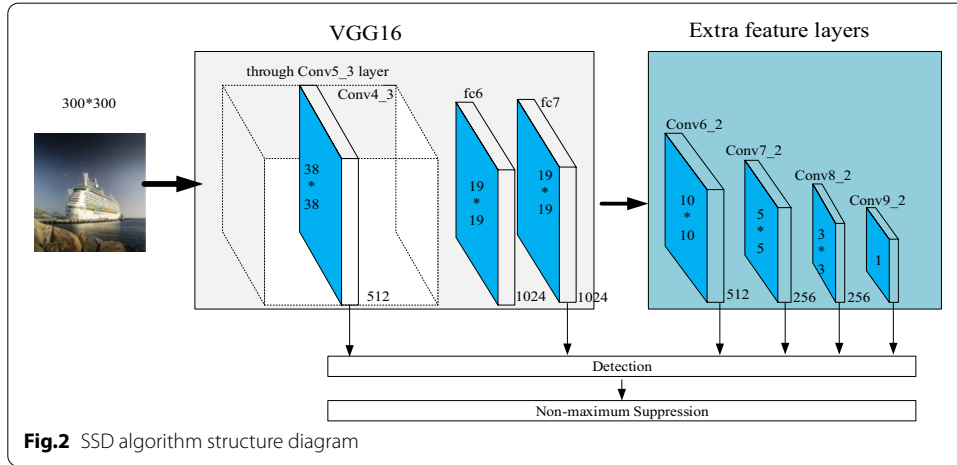 VGG16
Extra feature layers
300*300
through Conv5_3 layer
Conv4_3
fc6
fc7
Conv6_2
Conv7_2
Conv8_2
Conv9_2
38
*
38
19
*
19
19
*
19
10
*
10
5
*
5
3
*
3
1
512
1024
1024
512
256
256
Detection
Non-maximum Suppression
Fig.2 SSD algorithm structure diagram